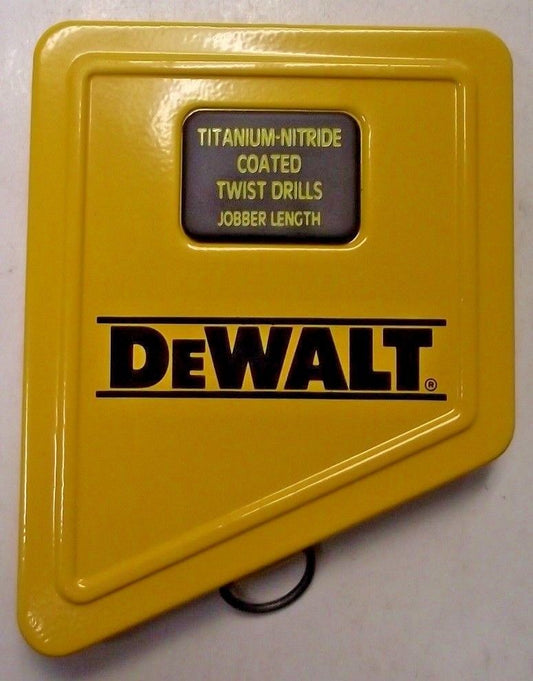 TITANIUM-NITRIDE
COATED
TWIST DRILLS
JOBBER LENGTH
DEWALT®